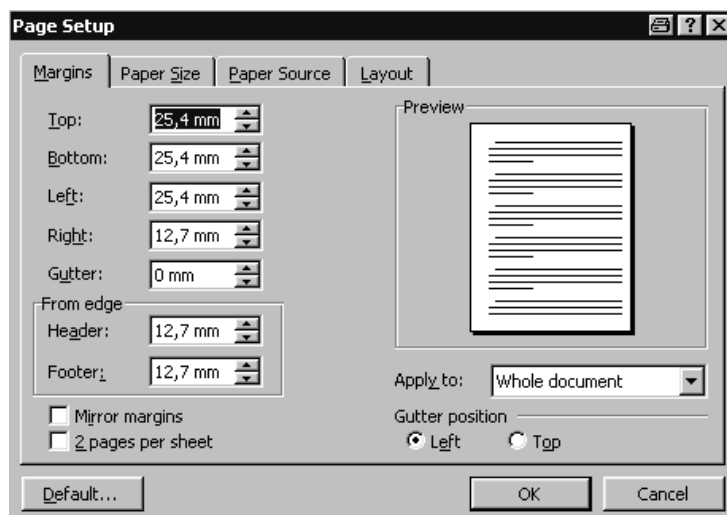 Page Setup
Margins Paper Size Paper Source Layout
Top: 25,4 mm
Bottom: 25,4 mm
Left: 25,4 mm
Right: 12,7 mm
Gutter: 0 mm
From edge
Header: 12,7 mm
Footer: 12,7 mm
Mirror margins
2 pages per sheet
Preview
Apply to: Whole document
Gutter position
Left Top
Default... OK Cancel